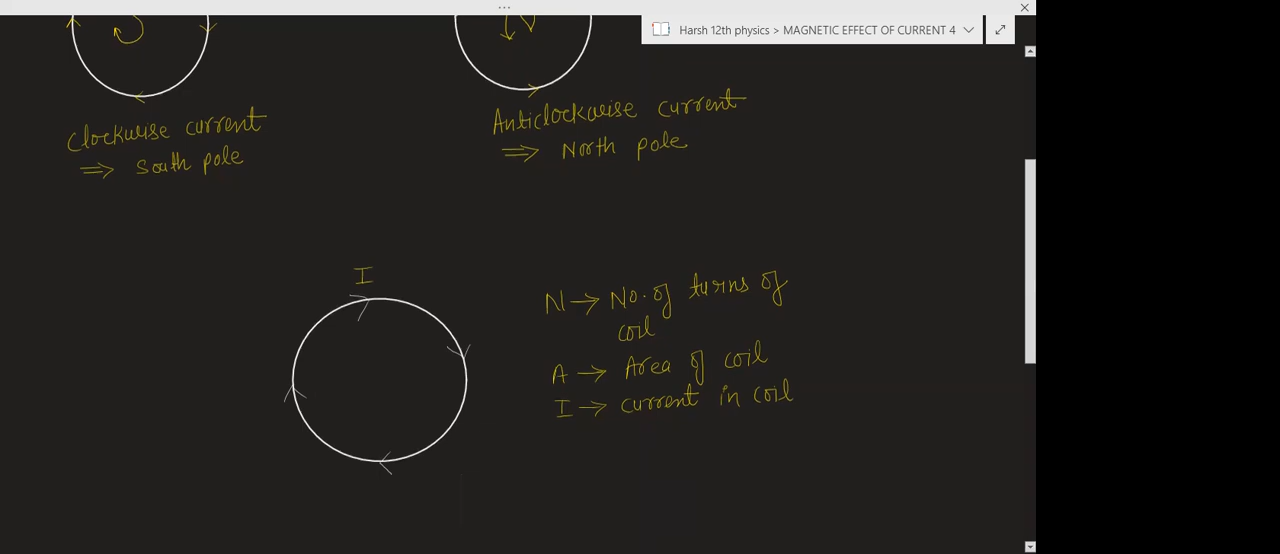 Harsh 12th physics > MAGNETIC EFFECT OF CURRENT 4
Clockwise current
⇒ South pole
Anticlockwise current
⇒ North pole
I
N → No. of turns of
coil
A → Area of coil
I → current in coil